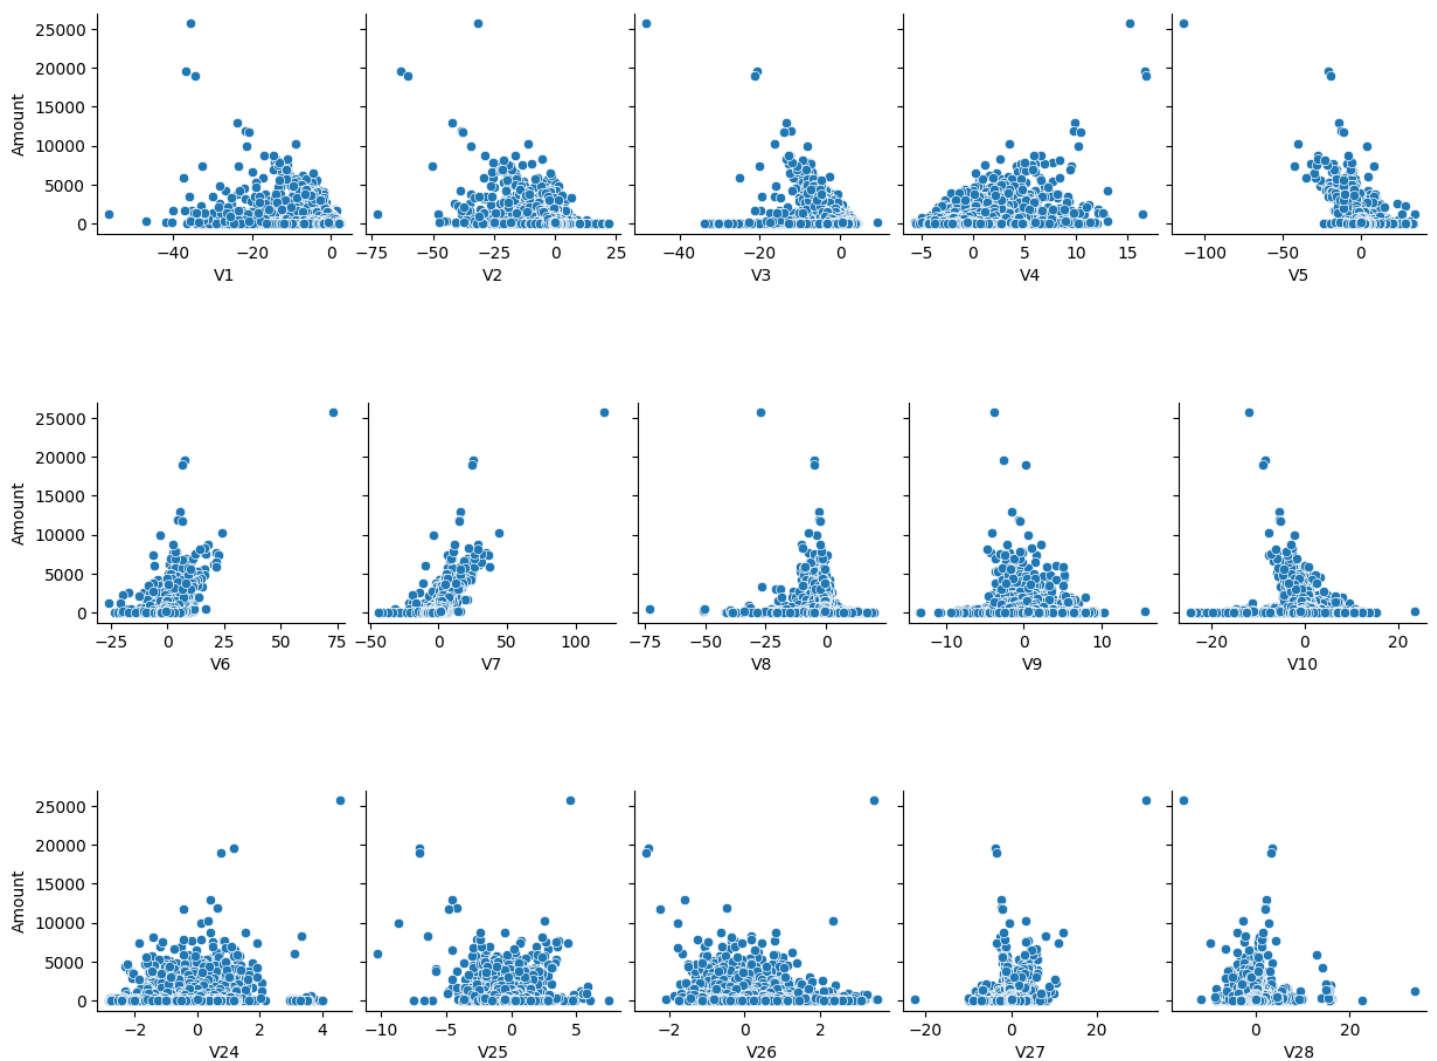 25000
20000
15000
10000
5000
0
Amount
−40 −20 0
V1
−75 −50 −25 0 25
V2
−40 −20 0
V3
−5 0 5 10 15
V4
−100 −50 0
V5
25000
20000
15000
10000
5000
0
Amount
−25 0 25 50 75
V6
−50 0 50 100
V7
−75 −50 −25 0
V8
−10 0 10
V9
−20 0 20
V10
25000
20000
15000
10000
5000
0
Amount
−2 0 2 4
V24
−10 −5 0 5
V25
−2 0 2
V26
−20 0 20
V27
0 20
V28